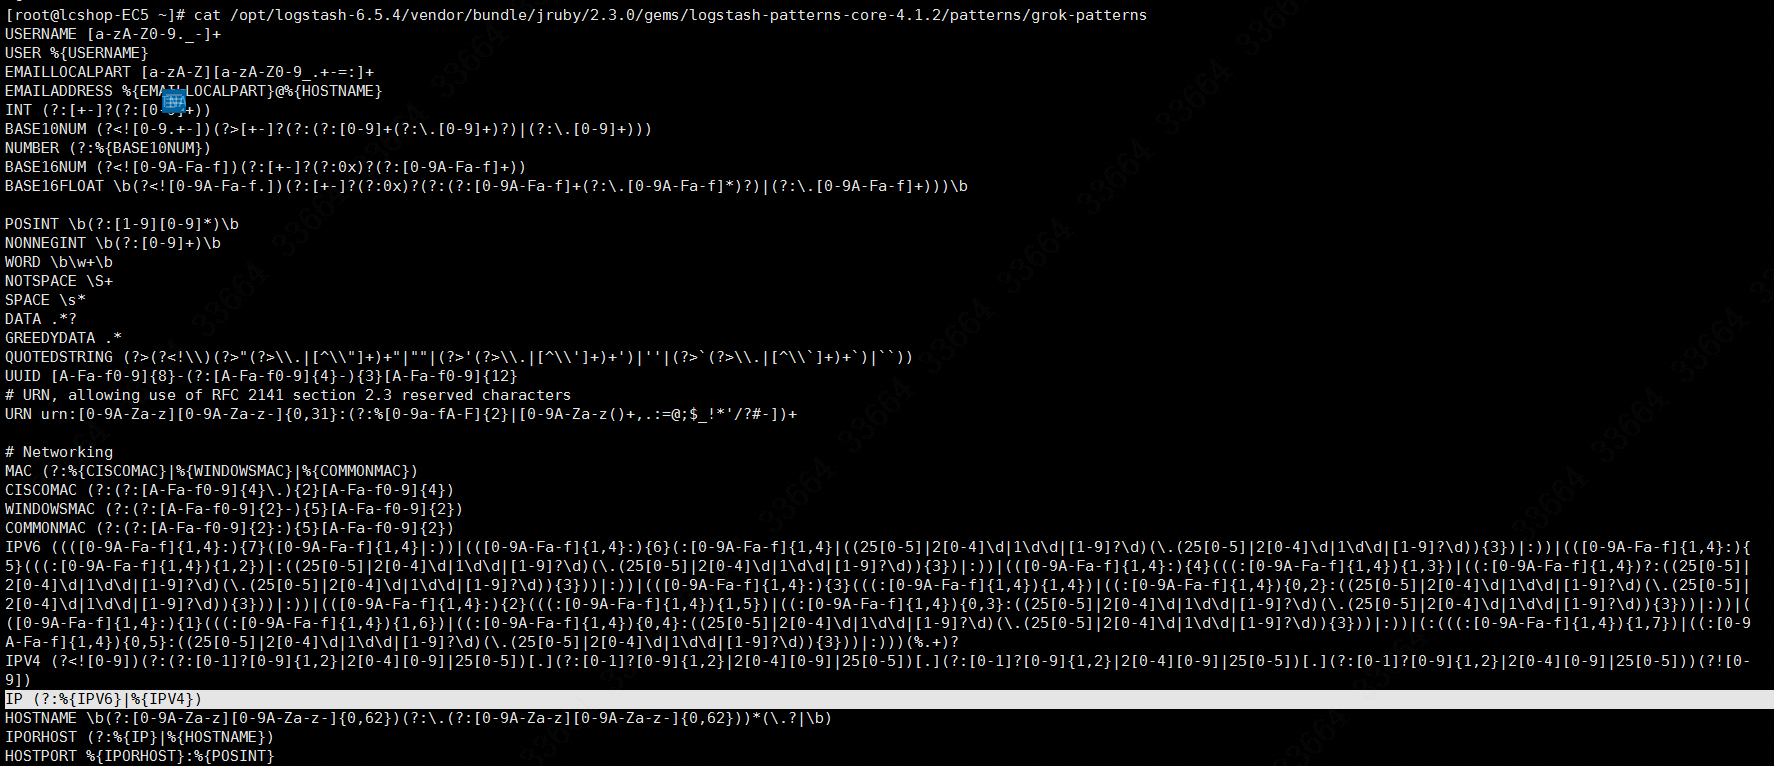 [root@lcshop-EC5 ~]# cat /opt/logstash-6.5.4/vendor/bundle/jruby/2.3.0/gems/logstash-patterns-core-4.1.2/patterns/grok-patterns
USERNAME [a-zA-Z0-9._-]+
USER %{USERNAME}
EMAILLOCALPART [a-zA-Z][a-zA-Z0-9_.+-=:]+
EMAILADDRESS %{EMAILLOCALPART}@%{HOSTNAME}
INT (?:[+-]?(?:[0-9]+))
BASE10NUM (?<![0-9.+-])(?>[+-]?(?:(?:[0-9]+(?:\.[0-9]+)?)|(?:\.[0-9]+)))
NUMBER (?:%{BASE10NUM})
BASE16NUM (?<![0-9A-Fa-f])(?:[+-]?(?:0x)?(?:[0-9A-Fa-f]+))
BASE16FLOAT \b(?<![0-9A-Fa-f.])(?:[+-]?(?:0x)?(?:(?:[0-9A-Fa-f]+(?:\.[0-9A-Fa-f]*)?)|(?:\.[0-9A-Fa-f]+)))\b
POSINT \b(?:[1-9][0-9]*)\b
NONNEGINT \b(?:[0-9]+)\b
WORD \b\w+\b
NOTSPACE \S+
SPACE \s*
DATA .*?
GREEDYDATA .*
QUOTEDSTRING (?>(?<!\\)(?>"(?>\\.|[^\\"]+)+"|""|(?>'(?>\\.|[^\\']+)+')|''|(?>`(?>\\.|[^\\`]+)+`)|``))
UUID [A-Fa-f0-9]{8}-(?:[A-Fa-f0-9]{4}-){3}[A-Fa-f0-9]{12}
# URN, allowing use of RFC 2141 section 2.3 reserved characters
URN urn:[0-9A-Za-z][0-9A-Za-z-]{0,31}:(?:%[0-9a-fA-F]{2}|[0-9A-Za-z()+,.:=@;$_!*'/?#-])+
# Networking
MAC (?:%{CISCOMAC}|%{WINDOWSMAC}|%{COMMONMAC})
CISCOMAC (?:(?:[A-Fa-f0-9]{4}\.){2}[A-Fa-f0-9]{4})
WINDOWSMAC (?:(?:[A-Fa-f0-9]{2}-){5}[A-Fa-f0-9]{2})
COMMONMAC (?:(?:[A-Fa-f0-9]{2}:){5}[A-Fa-f0-9]{2})
IPV6 ((([0-9A-Fa-f]{1,4}:){7}([0-9A-Fa-f]{1,4}|:))|(([0-9A-Fa-f]{1,4}:){6}(:[0-9A-Fa-f]{1,4}|((25[0-5]|2[0-4]\d|1\d\d|[1-9]?\d)(\.(25[0-5]|2[0-4]\d|1\d\d|[1-9]?\d)){3})|:))|(([0-9A-Fa-f]{1,4}:){
5}(((:[0-9A-Fa-f]{1,4}){1,2})|:((25[0-5]|2[0-4]\d|1\d\d|[1-9]?\d)(\.(25[0-5]|2[0-4]\d|1\d\d|[1-9]?\d)){3})|:))|(([0-9A-Fa-f]{1,4}:){4}(((:[0-9A-Fa-f]{1,4}){1,3})|((:[0-9A-Fa-f]{1,4})?:((25[0-5]|
2[0-4]\d|1\d\d|[1-9]?\d)(\.(25[0-5]|2[0-4]\d|1\d\d|[1-9]?\d)){3}))|:))|(([0-9A-Fa-f]{1,4}:){3}(((:[0-9A-Fa-f]{1,4}){1,4})|((:[0-9A-Fa-f]{1,4}){0,2}:((25[0-5]|2[0-4]\d|1\d\d|[1-9]?\d)(\.(25[0-5]|
2[0-4]\d|1\d\d|[1-9]?\d)){3}))|:))|(([0-9A-Fa-f]{1,4}:){2}(((:[0-9A-Fa-f]{1,4}){1,5})|((:[0-9A-Fa-f]{1,4}){0,3}:((25[0-5]|2[0-4]\d|1\d\d|[1-9]?\d)(\.(25[0-5]|2[0-4]\d|1\d\d|[1-9]?\d)){3}))|:))|(
([0-9A-Fa-f]{1,4}:){1}(((:[0-9A-Fa-f]{1,4}){1,6})|((:[0-9A-Fa-f]{1,4}){0,4}:((25[0-5]|2[0-4]\d|1\d\d|[1-9]?\d)(\.(25[0-5]|2[0-4]\d|1\d\d|[1-9]?\d)){3}))|:))|(:(((:[0-9A-Fa-f]{1,4}){1,7})|((:[0-9
A-Fa-f]{1,4}){0,5}:((25[0-5]|2[0-4]\d|1\d\d|[1-9]?\d)(\.(25[0-5]|2[0-4]\d|1\d\d|[1-9]?\d)){3}))|:)))(%.+)?
IPV4 (?<![0-9])(?:(?:[0-1]?[0-9]{1,2}|2[0-4][0-9]|25[0-5])[.](?:[0-1]?[0-9]{1,2}|2[0-4][0-9]|25[0-5])[.](?:[0-1]?[0-9]{1,2}|2[0-4][0-9]|25[0-5])[.](?:[0-1]?[0-9]{1,2}|2[0-4][0-9]|25[0-5]))(?![0-
9])
IP (?:%{IPV6}|%{IPV4})
HOSTNAME \b(?:[0-9A-Za-z][0-9A-Za-z-]{0,62})(?:\.(?:[0-9A-Za-z][0-9A-Za-z-]{0,62}))*(\.?|\b)
IPORHOST (?:%{IP}|%{HOSTNAME})
HOSTPORT %{IPORHOST}:%{POSINT}